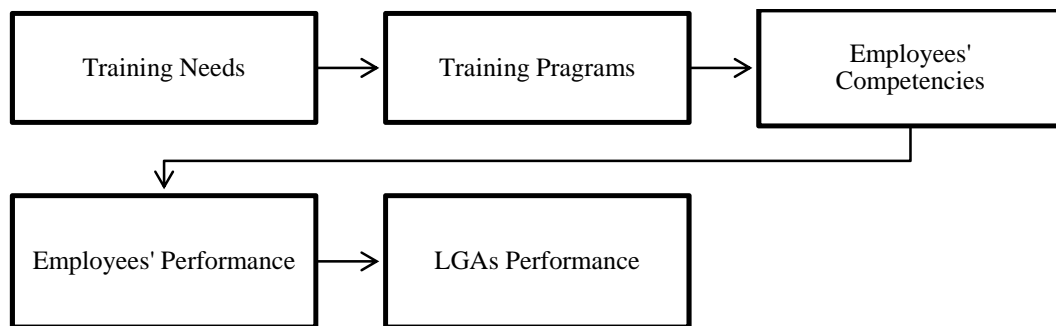 Training Needs
Training Pragrams
Employees'
Competencies
Employees' Performance
LGAs Performance